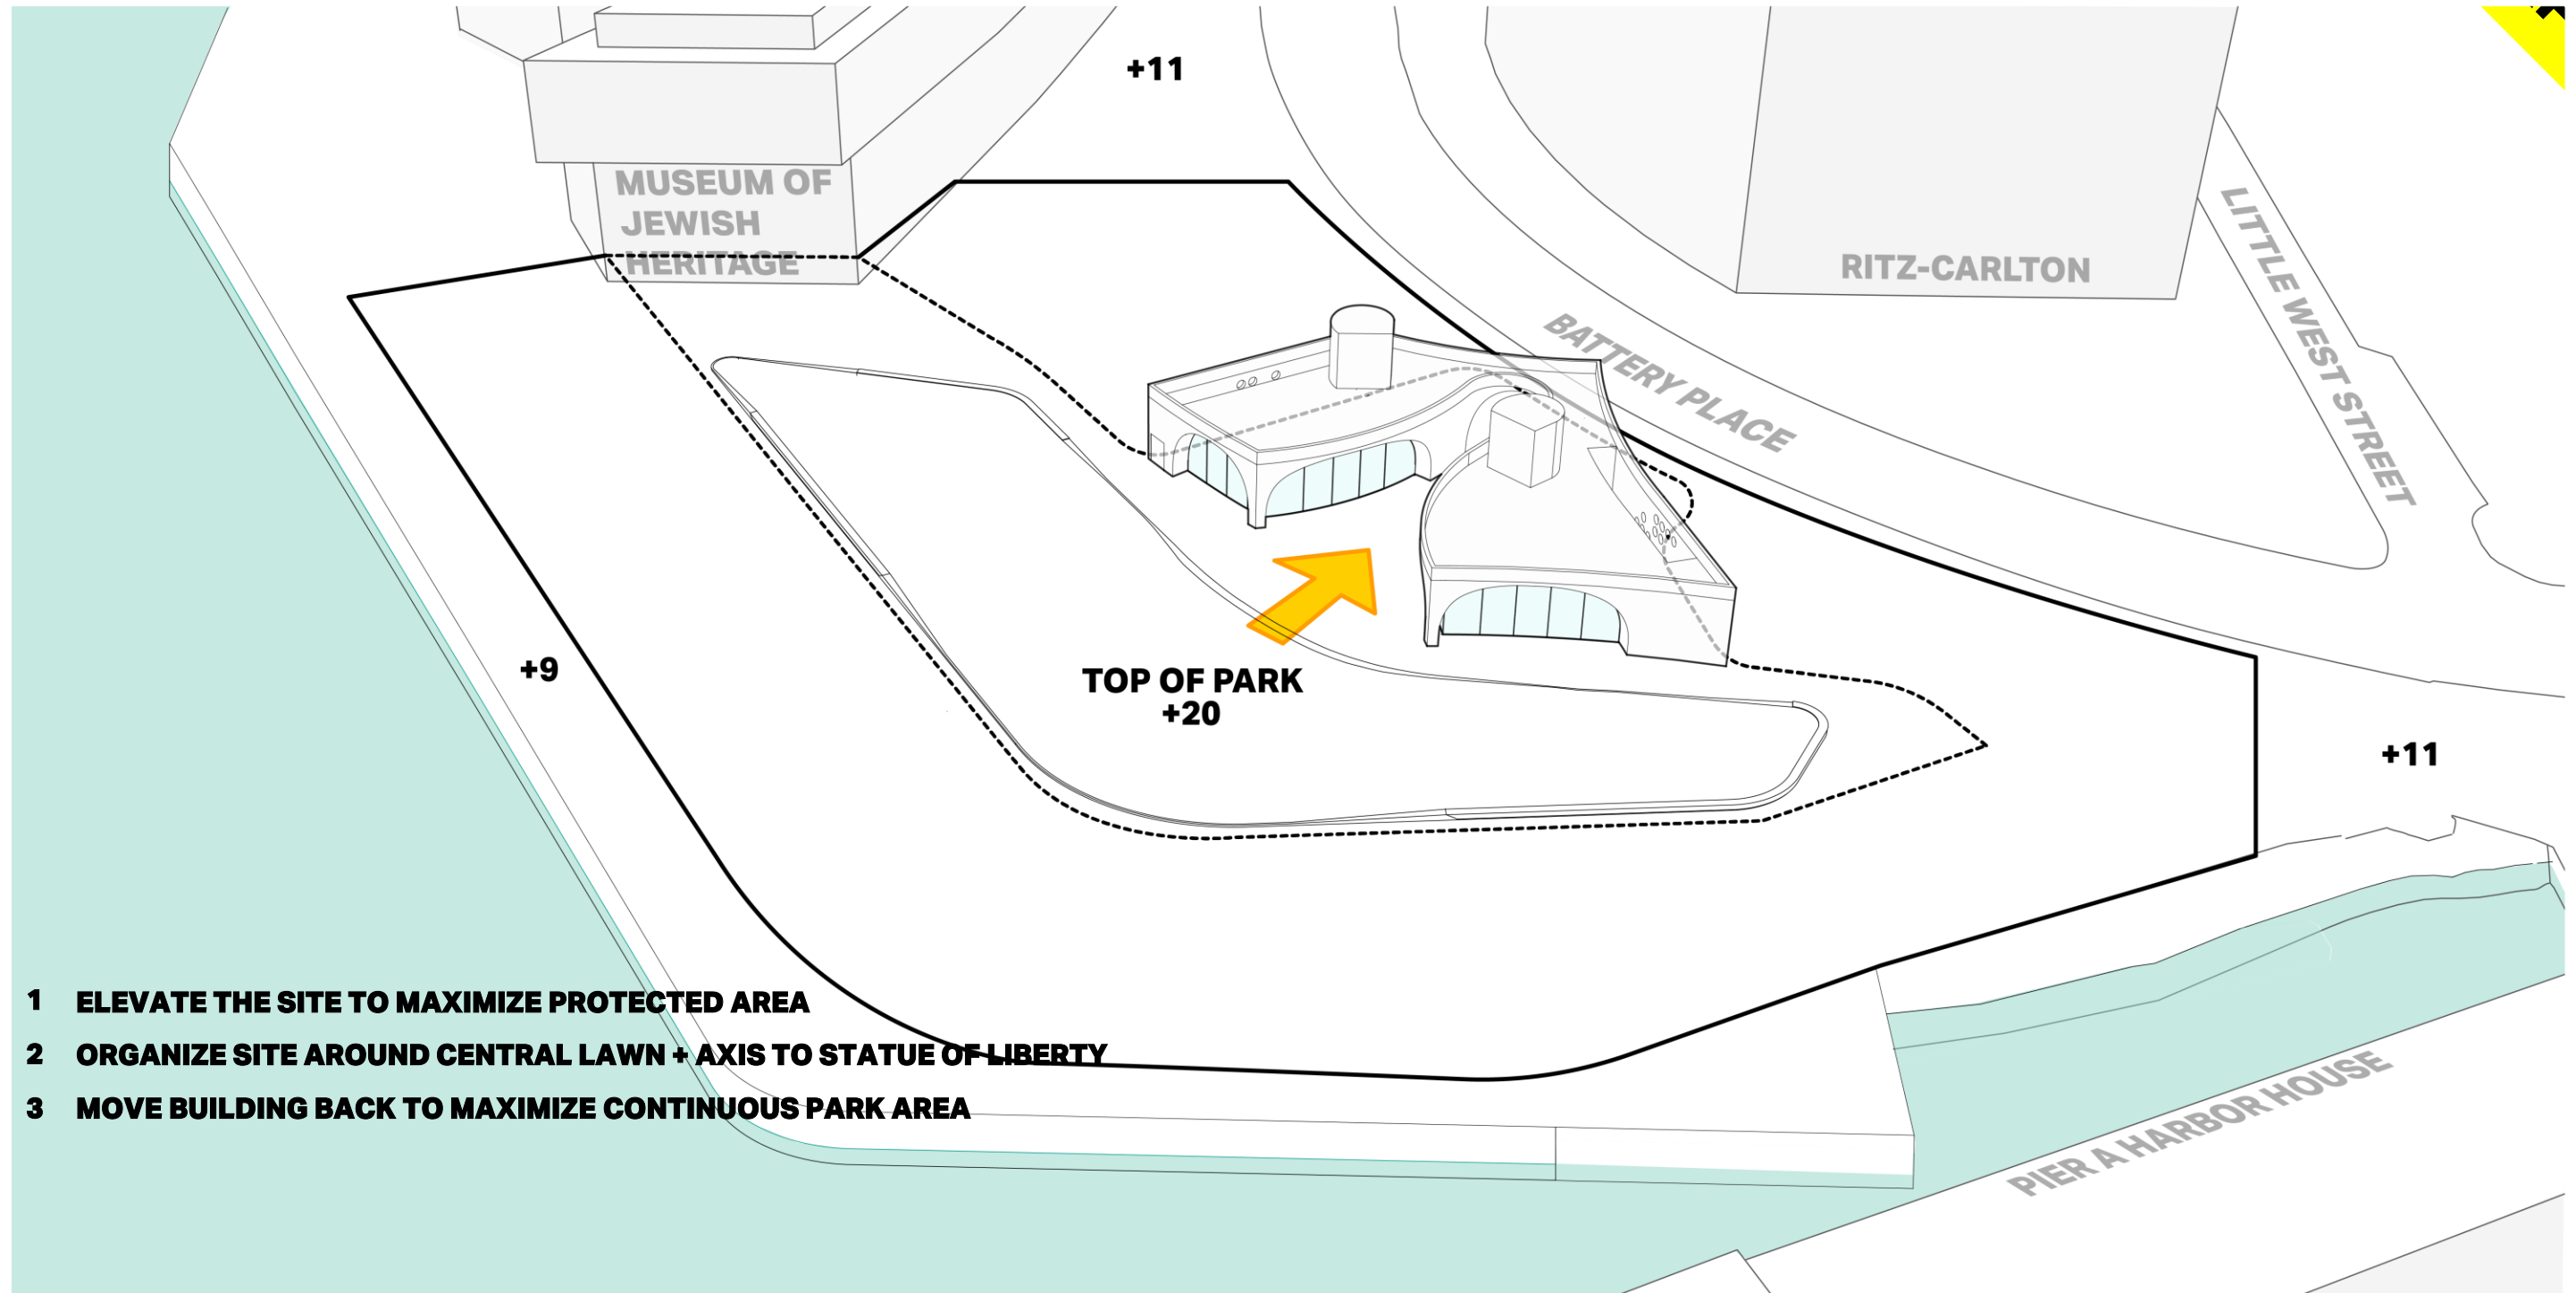 +11
MUSEUM OF
JEWISH
HERITAGE
RITZ-CARLTON
LITTLE WEST STREET
BATTERY PLACE
+9
TOP OF PARK
+20
+11
1 ELEVATE THE SITE TO MAXIMIZE PROTECTED AREA
2 ORGANIZE SITE AROUND CENTRAL LAWN + AXIS TO STATUE OF LIBERTY
3 MOVE BUILDING BACK TO MAXIMIZE CONTINUOUS PARK AREA
PIER A HARBOR HOUSE